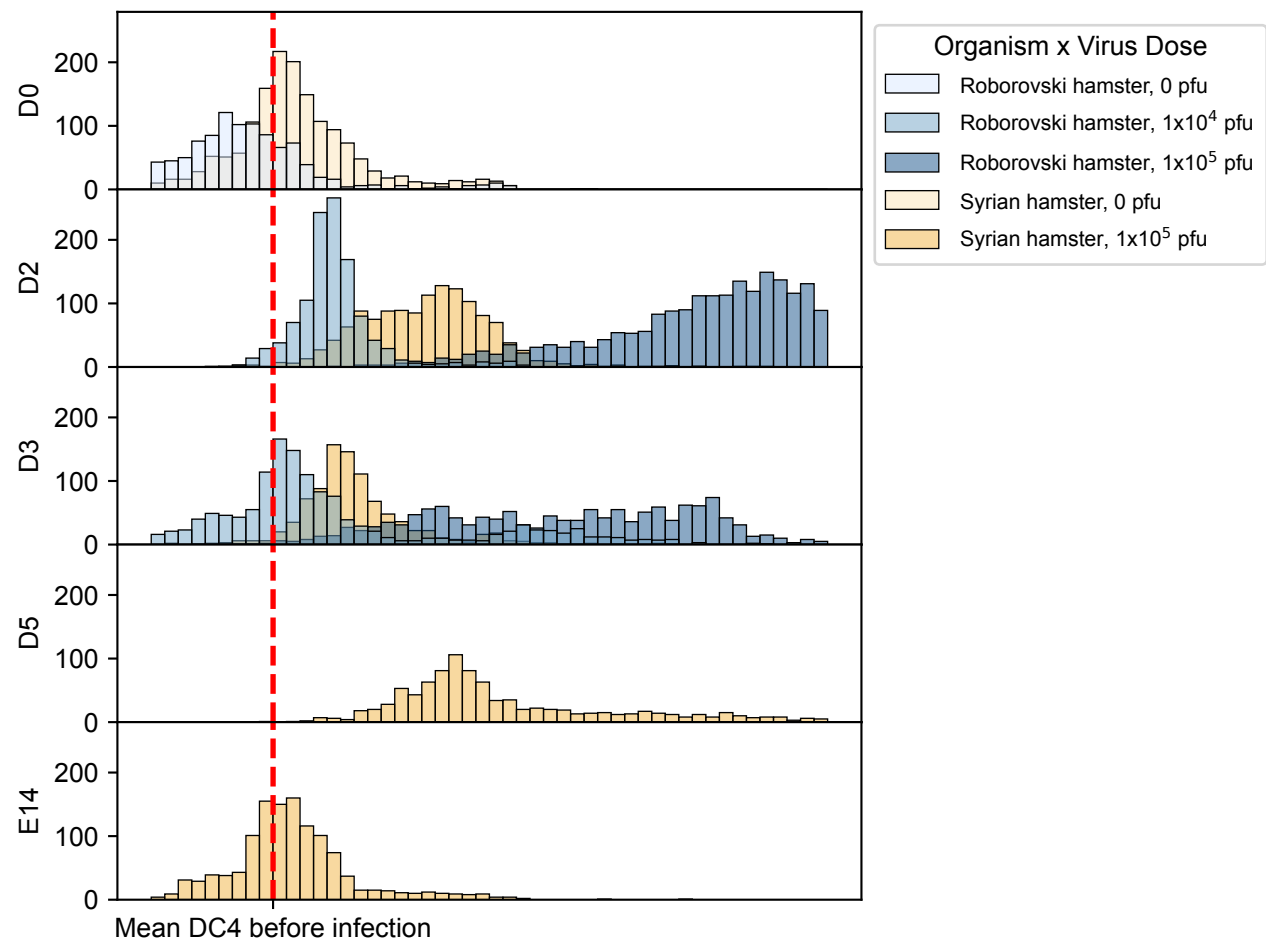 Organism x Virus Dose
Roborovski hamster, 0 pfu
Roborovski hamster, 1x10⁴ pfu
Roborovski hamster, 1x10⁵ pfu
Syrian hamster, 0 pfu
Syrian hamster, 1x10⁵ pfu
D0
200
100
0
D2
200
100
0
D3
200
100
0
D5
200
100
0
E14
200
100
0
Mean DC4 before infection